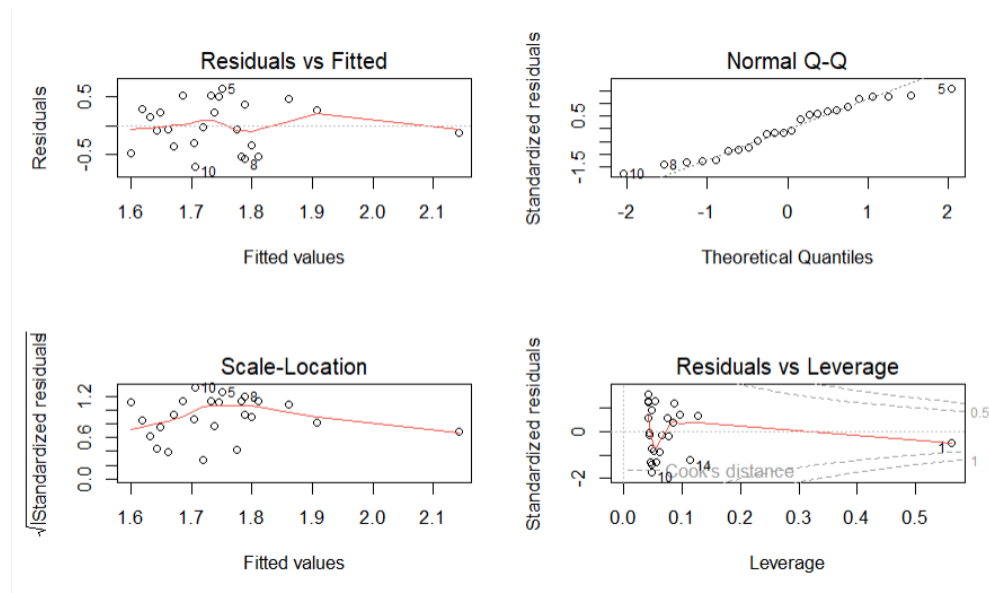 Residuals vs Fitted
Residuals
0.5
-0.5
5
10
8
1.6 1.7 1.8 1.9 2.0 2.1
Fitted values
Normal Q-Q
Standardized residuals
0.5
-1.5
5
8
10
-2 -1 0 1 2
Theoretical Quantiles
Scale-Location
√|Standardized residuals|
1.2
0.6
0.0
10
5
8
1.6 1.7 1.8 1.9 2.0 2.1
Fitted values
Residuals vs Leverage
Standardized residuals
0
-2
0.5
1
1
14
10
Cook's distance
0.0 0.1 0.2 0.3 0.4 0.5
Leverage